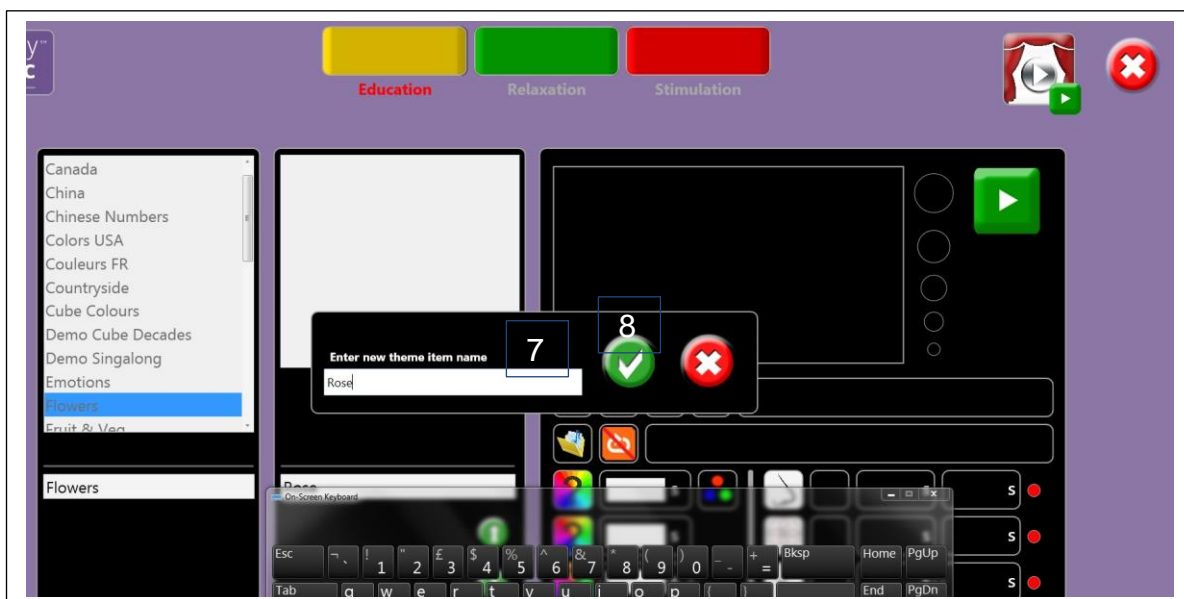 y™
c
Education
Relaxation
Stimulation
Canada
China
Chinese Numbers
Colors USA
Couleurs FR
Countryside
Cube Colours
Demo Cube Decades
Demo Singalong
Emotions
Flowers
Fruit & Veg
Flowers
Enter new theme item name
Rose
7
8
Rose
s
s
s
s
s
On-Screen Keyboard
Esc ¬ ` ! 1 " 2 £ 3 $ 4 % 5 ^ 6 & 7 * 8 ( 9 ) 0 _ - + = Bksp Home PgUp
Tab q w e r t y u i o p { } End PgDn